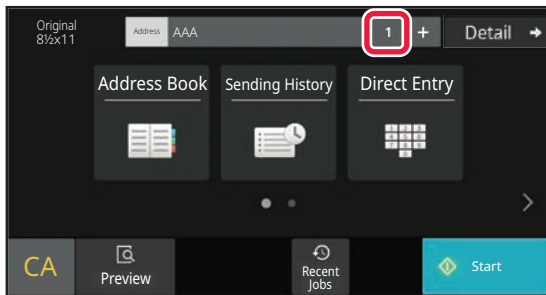 Original
8½x11
Address AAA 1 + Detail
Address Book Sending History Direct Entry
CA Preview Recent Jobs Start